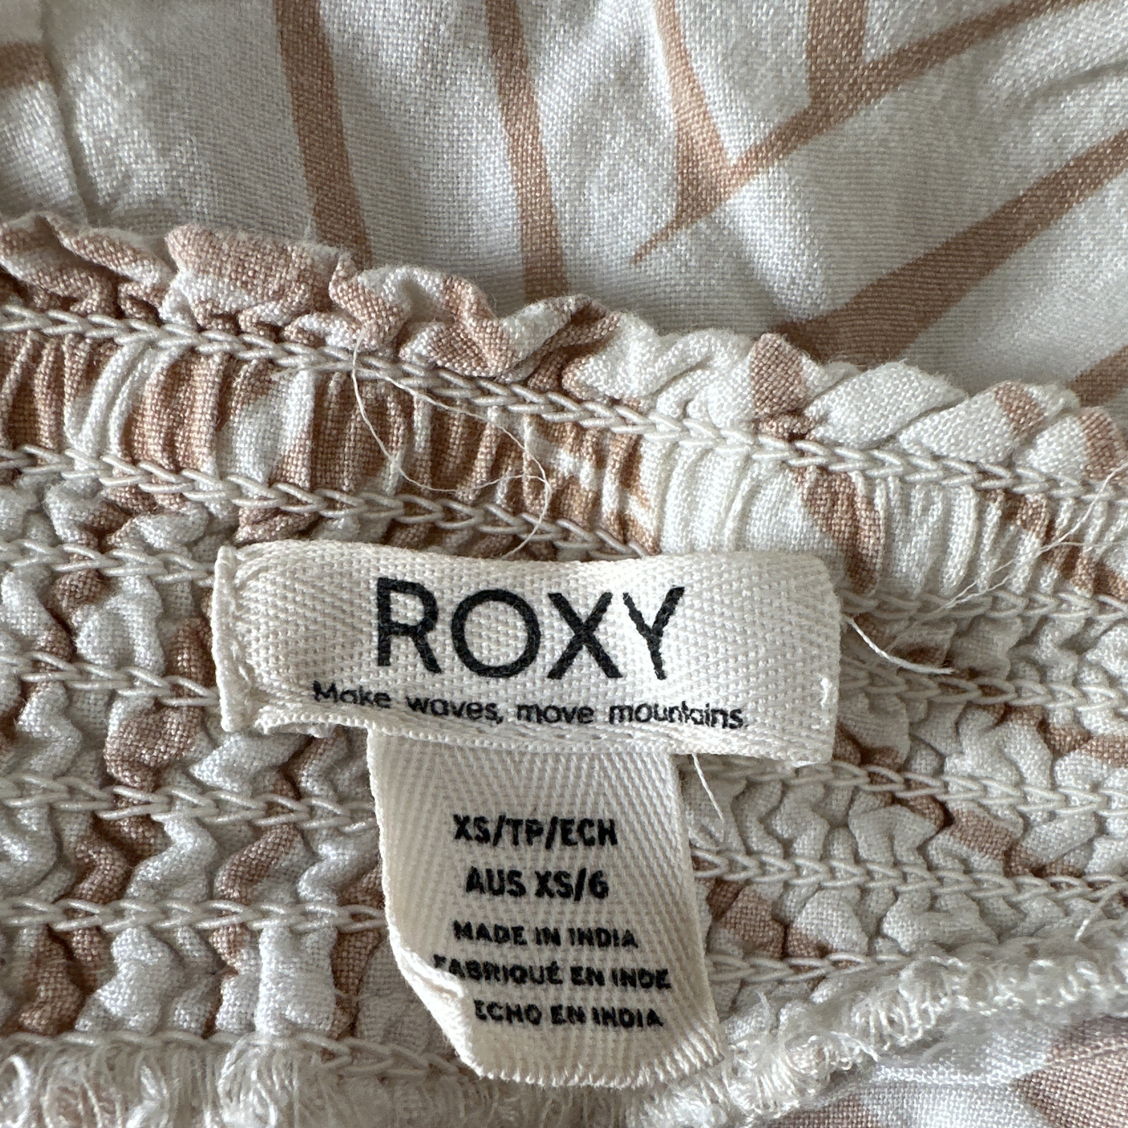 ROXY
Make waves, move mountains.
XS/TP/ECH
AUS XS/6
MADE IN INDIA
FABRIQUÉ EN INDE
ECHO EN INDIA